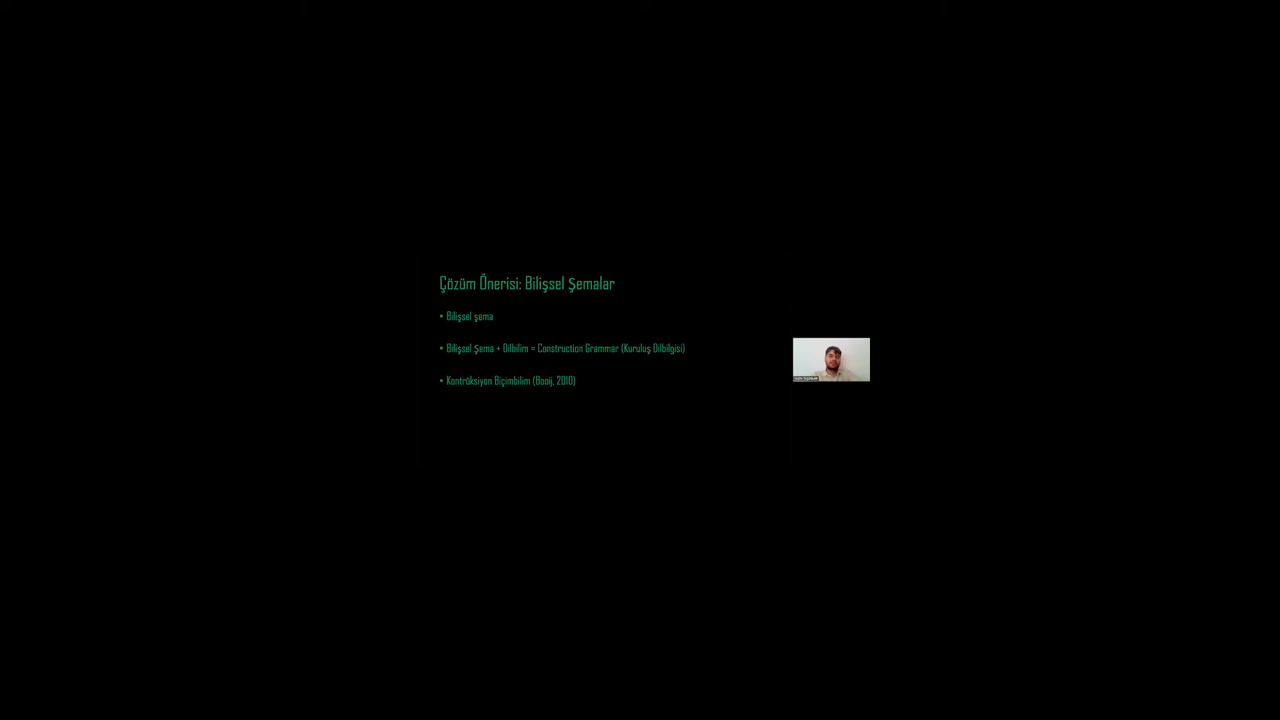 Çözüm Önerisi: Bilişsel Şemalar
• Bilişsel şema
• Bilişsel Şema + Dilbilim = Construction Grammar (Kuruluş Dilbilgisi)
• Kontrüksiyon Biçimbilim (Booij, 2010)